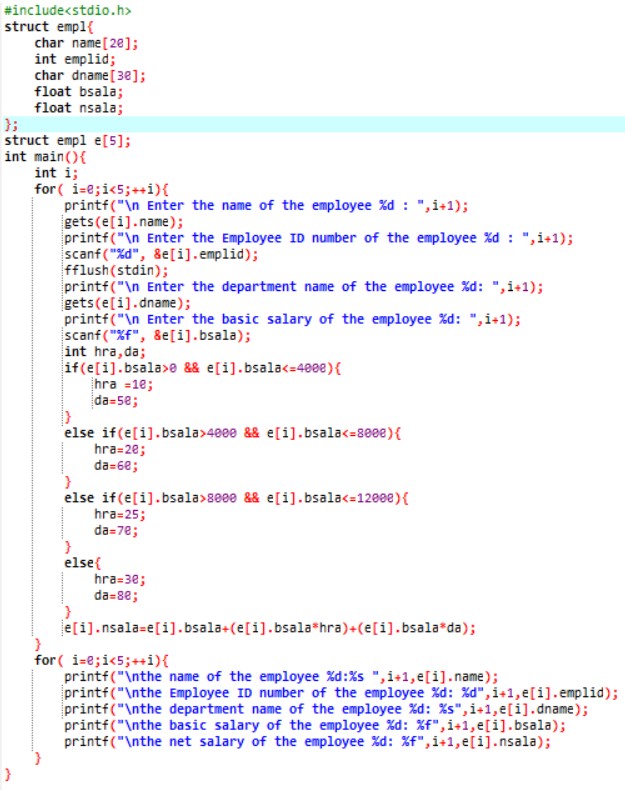 #include<stdio.h>
struct empl{
    char name[20];
    int emplid;
    char dname[30];
    float bsala;
    float nsala;
};
struct empl e[5];
int main(){
    int i;
    for( i=0;i<5;++i){
        printf("\n Enter the name of the employee %d : ",i+1);
        gets(e[i].name);
        printf("\n Enter the Employee ID number of the employee %d : ",i+1);
        scanf("%d", &e[i].emplid);
        fflush(stdin);
        printf("\n Enter the department name of the employee %d: ",i+1);
        gets(e[i].dname);
        printf("\n Enter the basic salary of the employee %d: ",i+1);
        scanf("%f", &e[i].bsala);
        int hra,da;
        if(e[i].bsala>0 && e[i].bsala<=4000){
            hra =10;
            da=50;
        }
        else if(e[i].bsala>4000 && e[i].bsala<=8000){
            hra=20;
            da=60;
        }
        else if(e[i].bsala>8000 && e[i].bsala<=12000){
            hra=25;
            da=70;
        }
        else{
            hra=30;
            da=80;
        }
        e[i].nsala=e[i].bsala+(e[i].bsala*hra)+(e[i].bsala*da);
    }
    for( i=0;i<5;++i){
        printf("\nthe name of the employee %d:%s ",i+1,e[i].name);
        printf("\nthe Employee ID number of the employee %d: %d",i+1,e[i].emplid);
        printf("\nthe department name of the employee %d: %s",i+1,e[i].dname);
        printf("\nthe basic salary of the employee %d: %f",i+1,e[i].bsala);
        printf("\nthe net salary of the employee %d: %f",i+1,e[i].nsala);
    }
}